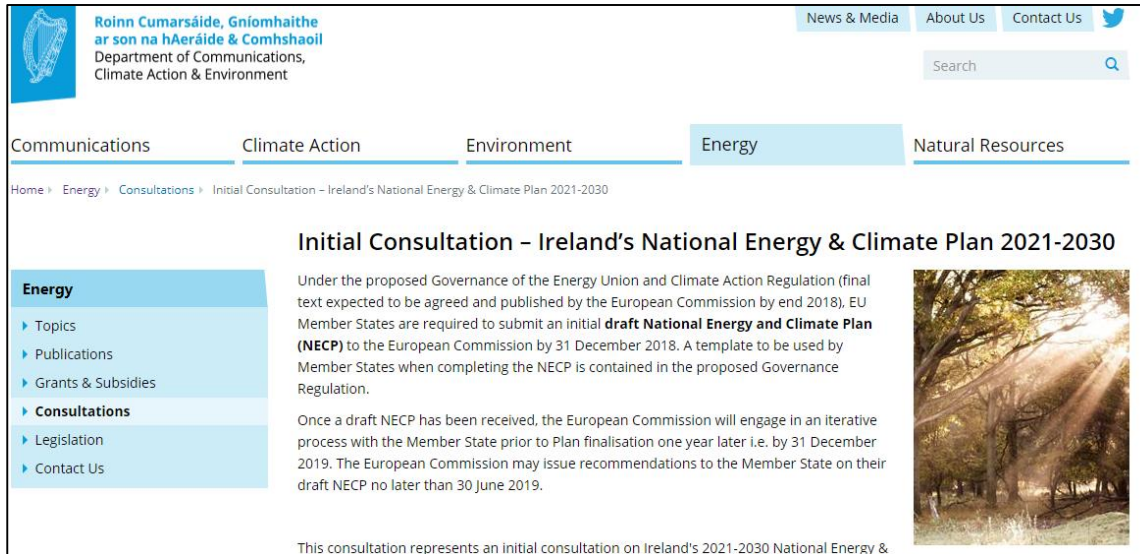 Roinn Cumarsáide, Gníomhaithe
ar son na hAeráide & Comhshaoil
Department of Communications,
Climate Action & Environment
News & Media
About Us
Contact Us
Search
Communications
Climate Action
Environment
Energy
Natural Resources
Home
Energy
Consultations
Initial Consultation – Ireland's National Energy & Climate Plan 2021-2030
Initial Consultation – Ireland's National Energy & Climate Plan 2021-2030
Energy
Topics
Publications
Grants & Subsidies
Consultations
Legislation
Contact Us
Under the proposed Governance of the Energy Union and Climate Action Regulation (final
text expected to be agreed and published by the European Commission by end 2018), EU
Member States are required to submit an initial draft National Energy and Climate Plan
(NECP) to the European Commission by 31 December 2018. A template to be used by
Member States when completing the NECP is contained in the proposed Governance
Regulation.
Once a draft NECP has been received, the European Commission will engage in an iterative
process with the Member State prior to Plan finalisation one year later i.e. by 31 December
2019. The European Commission may issue recommendations to the Member State on their
draft NECP no later than 30 June 2019.
This consultation represents an initial consultation on Ireland's 2021-2030 National Energy &